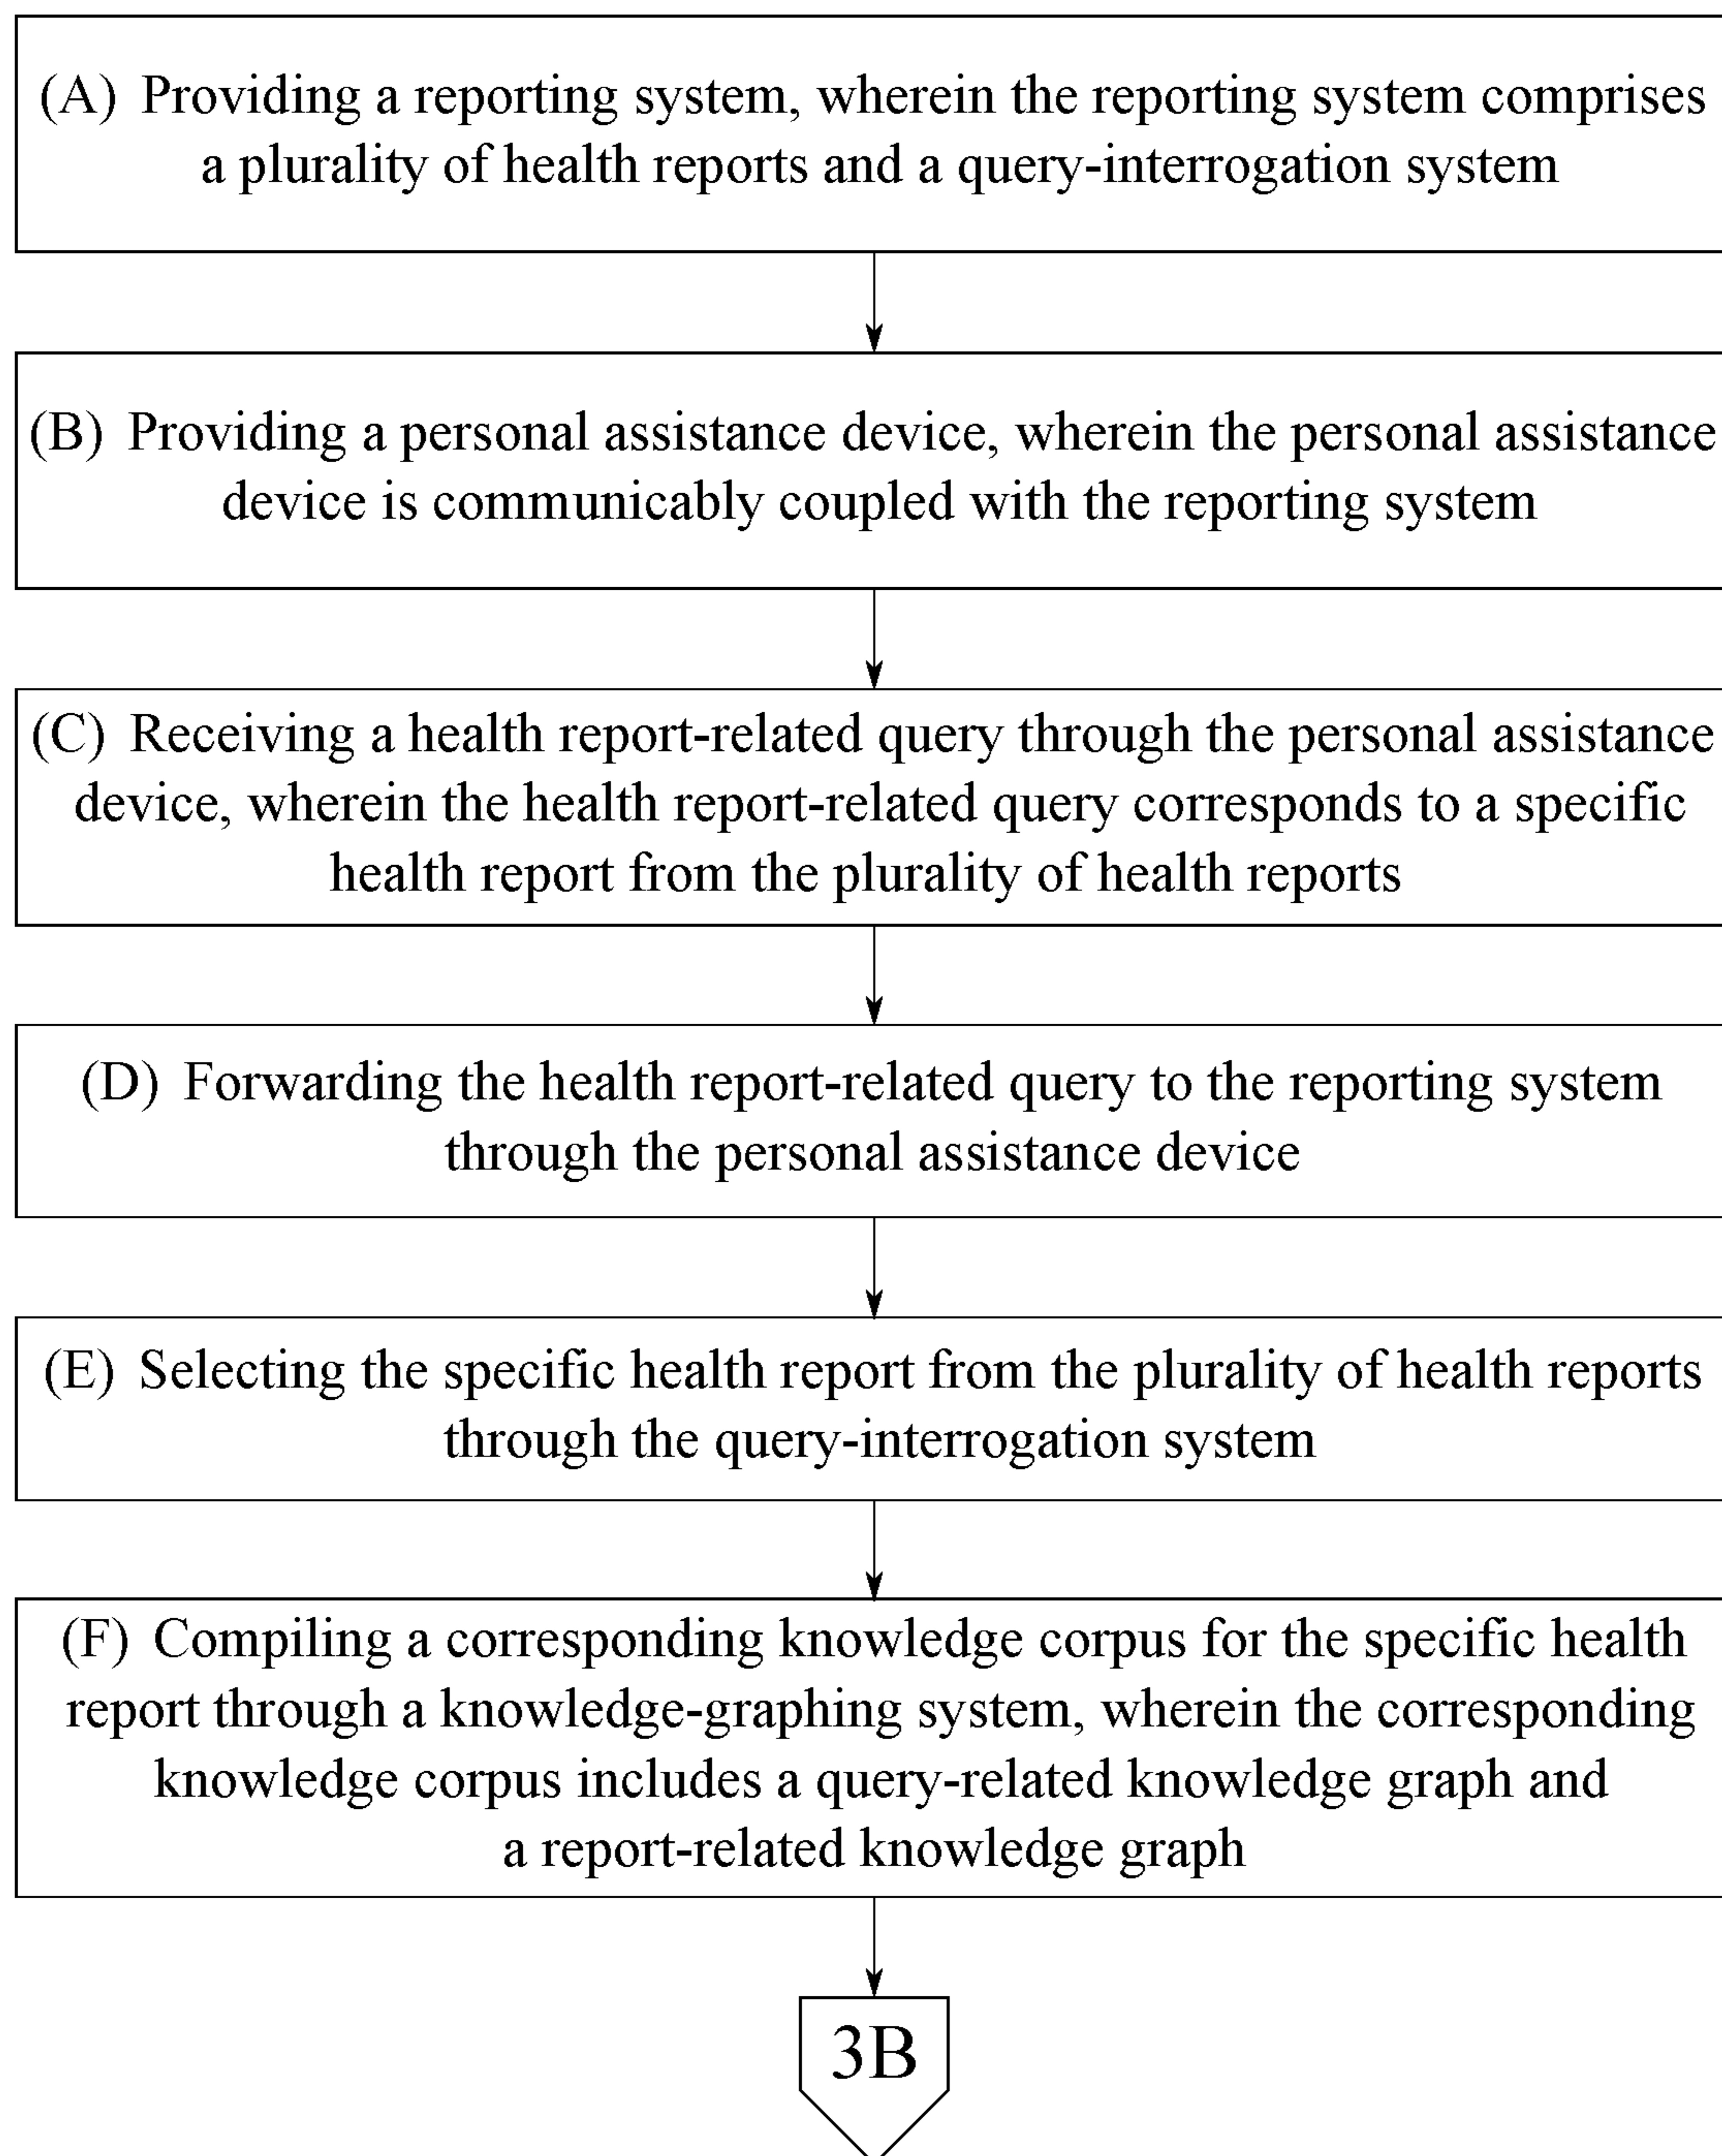 (A) Providing a reporting system, wherein the reporting system comprises
a plurality of health reports and a query-interrogation system
(B) Providing a personal assistance device, wherein the personal assistance
device is communicably coupled with the reporting system
(C) Receiving a health report-related query through the personal assistance
device, wherein the health report-related query corresponds to a specific
health report from the plurality of health reports
(D) Forwarding the health report-related query to the reporting system
through the personal assistance device
(E) Selecting the specific health report from the plurality of health reports
through the query-interrogation system
(F) Compiling a corresponding knowledge corpus for the specific health
report through a knowledge-graphing system, wherein the corresponding
knowledge corpus includes a query-related knowledge graph and
a report-related knowledge graph
3B